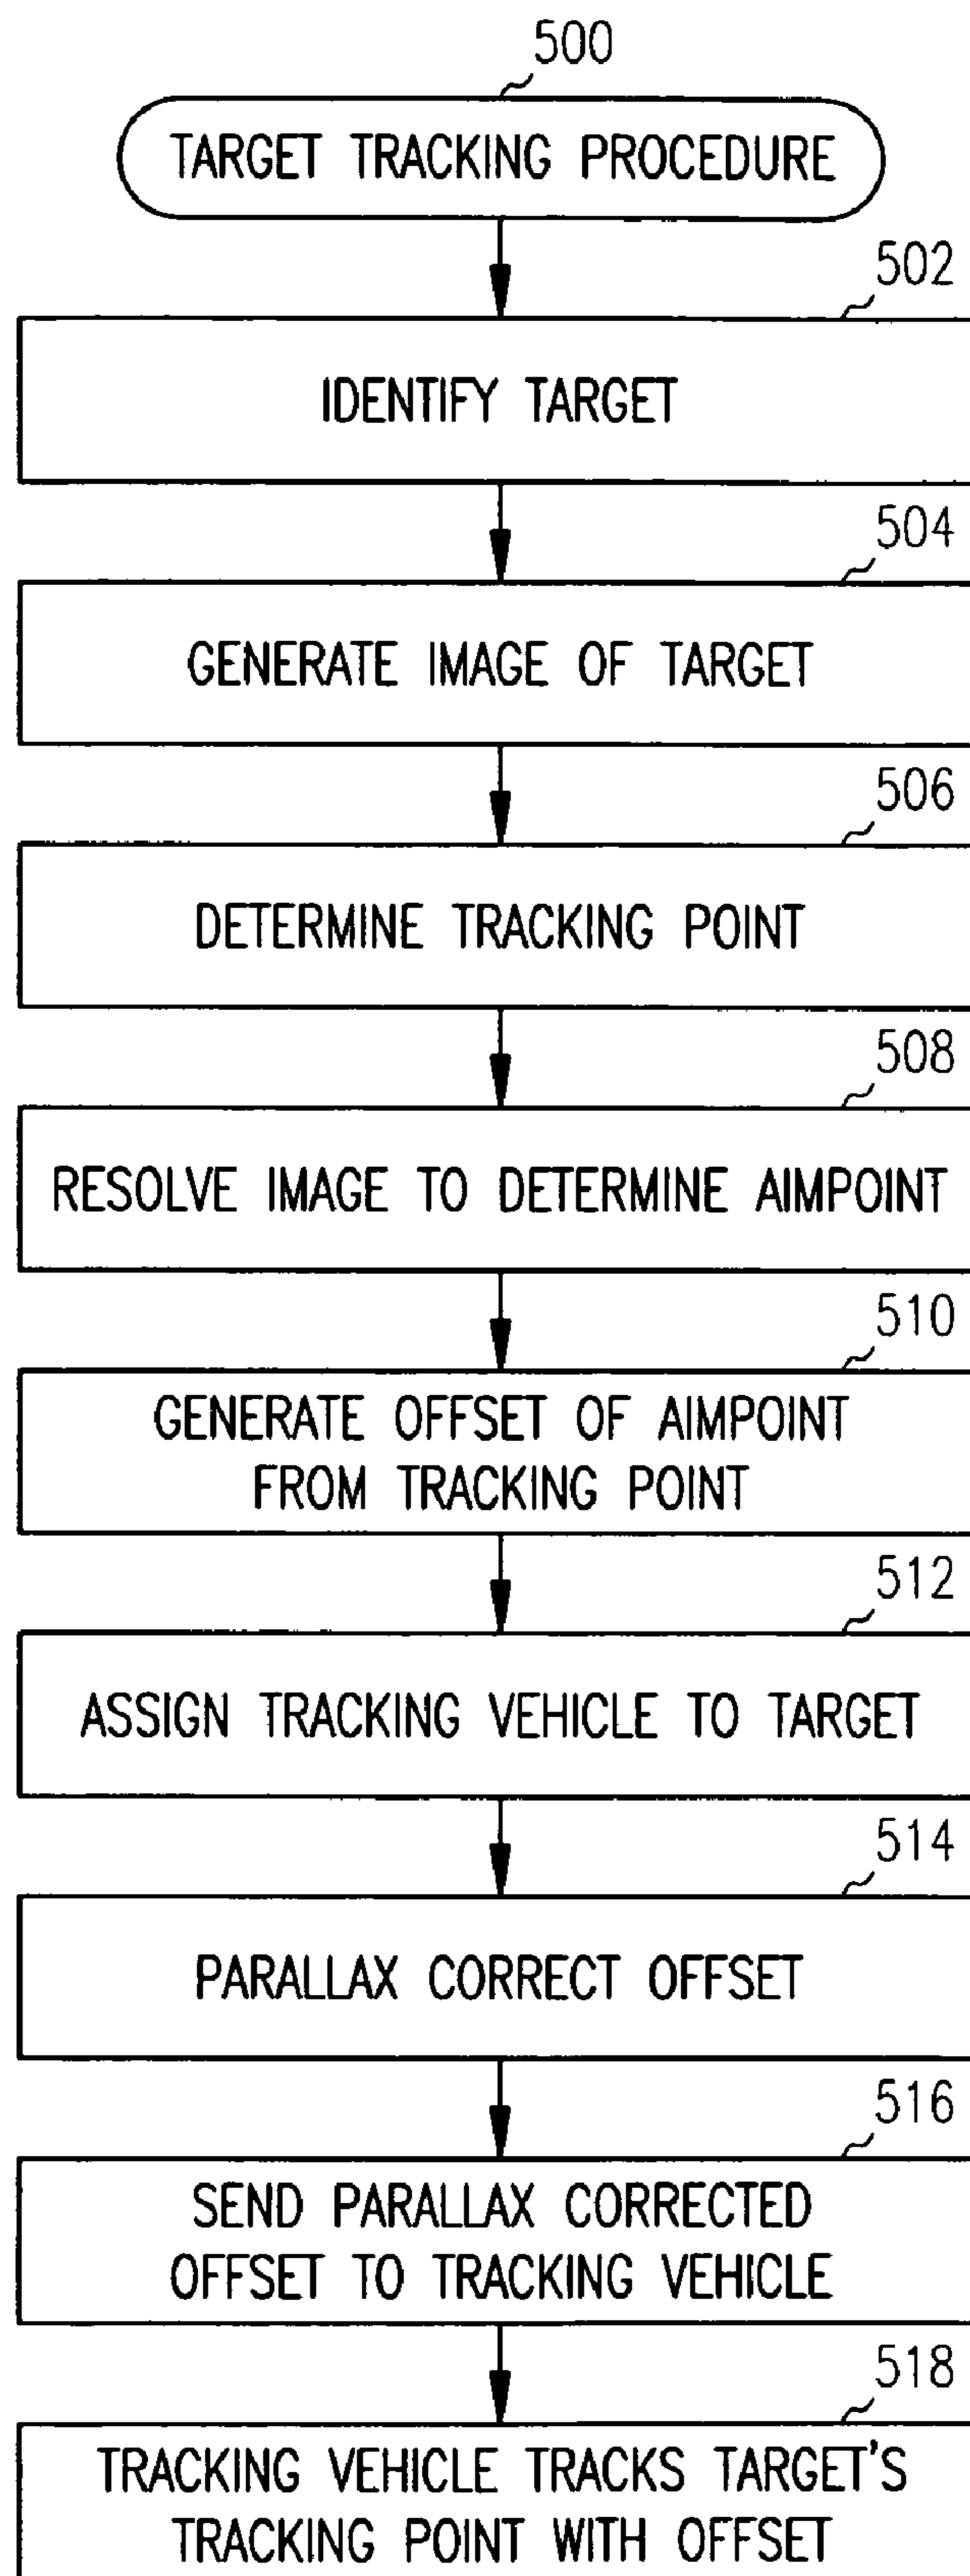 500
TARGET TRACKING PROCEDURE
502
IDENTIFY TARGET
504
GENERATE IMAGE OF TARGET
506
DETERMINE TRACKING POINT
508
RESOLVE IMAGE TO DETERMINE AIMPOINT
510
GENERATE OFFSET OF AIMPOINT
FROM TRACKING POINT
512
ASSIGN TRACKING VEHICLE TO TARGET
514
PARALLAX CORRECT OFFSET
516
SEND PARALLAX CORRECTED
OFFSET TO TRACKING VEHICLE
518
TRACKING VEHICLE TRACKS TARGET'S
TRACKING POINT WITH OFFSET